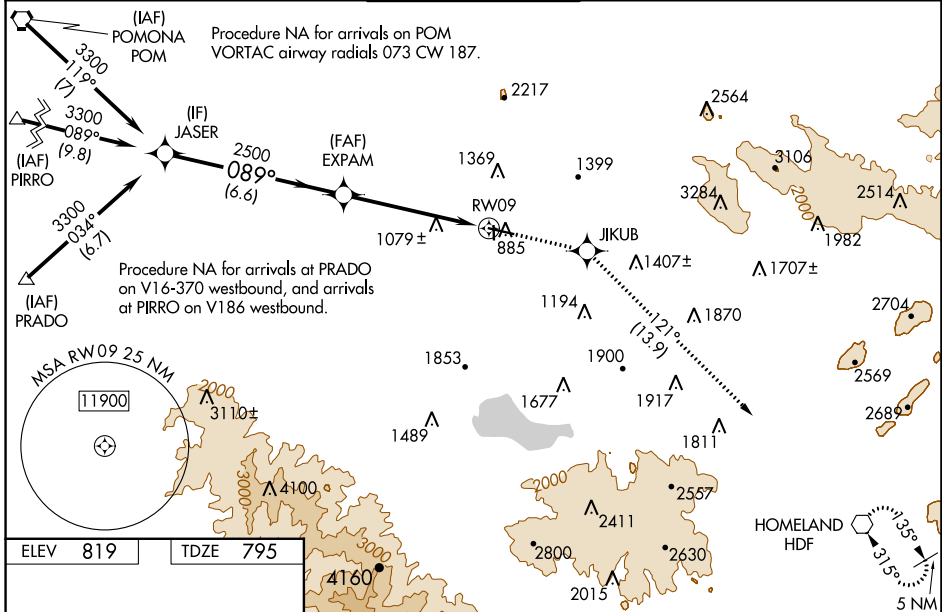 (IAF)
POMONA
POM
Procedure NA for arrivals on POM
VORTAC airway radials 073 CW 187.
3300
119°
(7)
2217
2564
3300
089°
(9.8)
(IAF)
PIRRO
(IF)
JASER
2500
089°
(6.6)
(FAF)
EXPAM
1369
1399
3106
2000
3284
2514
RW09
1079 ±
885
JIKUB
1982
1407±
1707±
3300
034°
(6.7)
(IAF)
PRADO
Procedure NA for arrivals at PRADO
on V16-370 westbound, and arrivals
at PIRRO on V186 westbound.
1194
121°
(13.9)
1870
2704
MSA RW09 25 NM
11900
1853
1900
2569
2000
3110±
1677
1917
2689
1489
1811
3000
4100
2000
2557
2411
HOMELAND
HDF
135°
315°
5 NM
ELEV 819
TDZE 795
3000
4160
2800
2630
2015